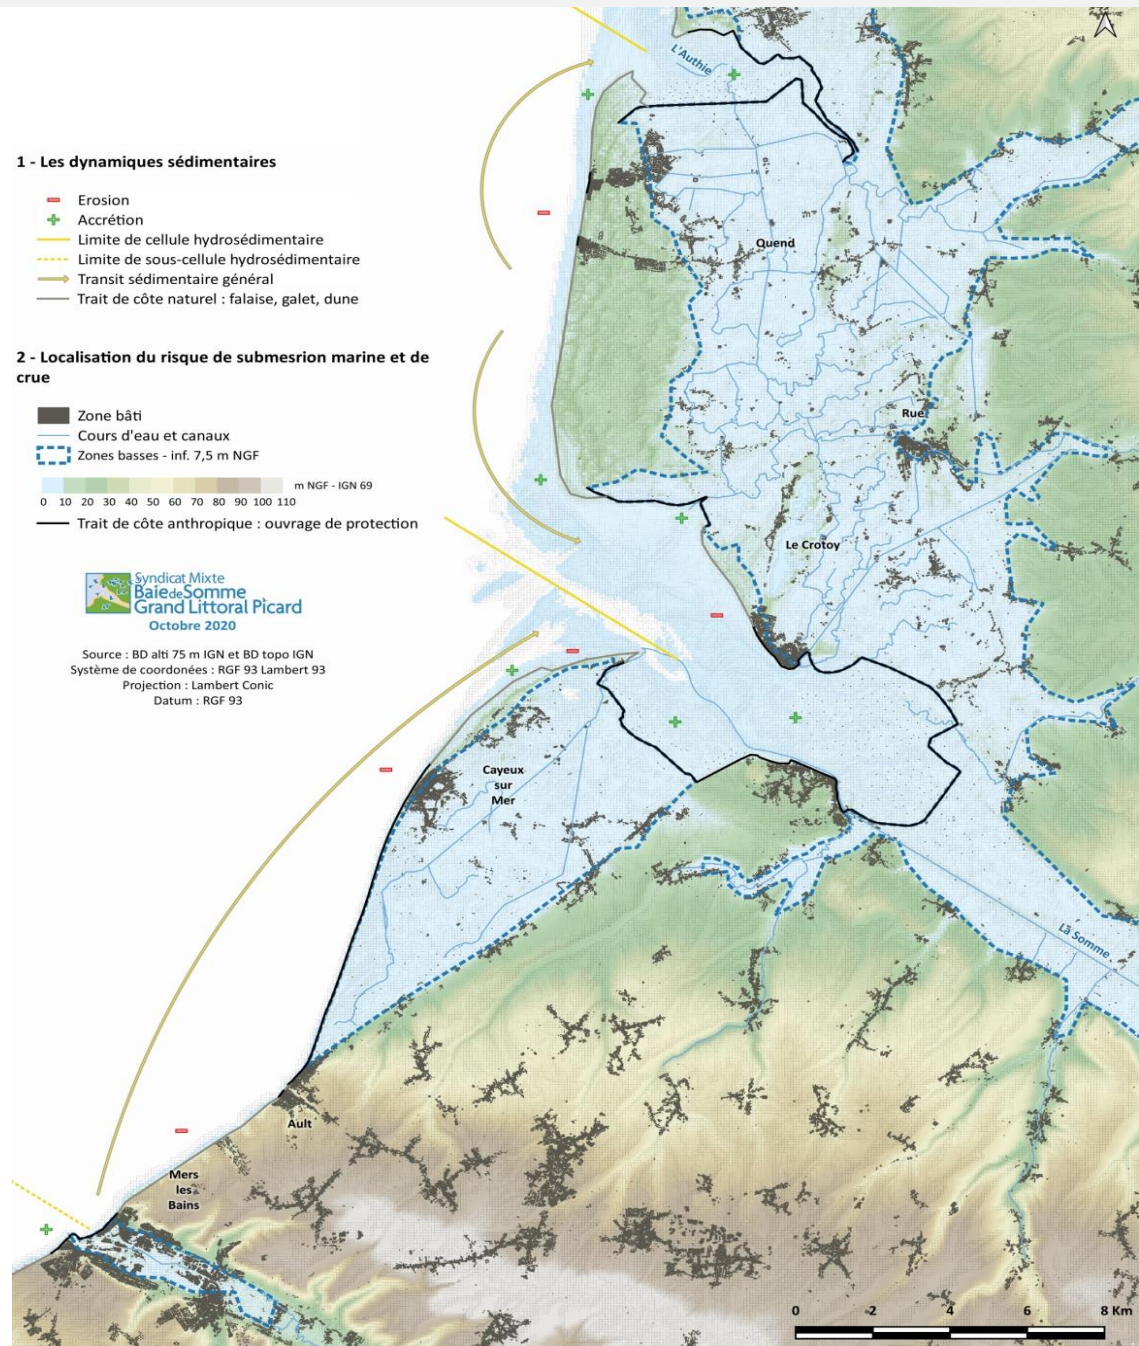 1 - Les dynamiques sédimentaires
Erosion
Accrétion
Limite de cellule hydrosédimentaire
Limite de sous-cellule hydrosédimentaire
Transit sédimentaire général
Trait de côte naturel : falaise, galet, dune
2 - Localisation du risque de submesrion marine et de
crue
Zone bâti
Cours d'eau et canaux
Zones basses - inf. 7,5 m NGF
m NGF - IGN 69
0 10 20 30 40 50 60 70 80 90 100 110
Trait de côte anthropique : ouvrage de protection
Syndicat Mixte
Baie de Somme
Grand Littoral Picard
Octobre 2020
Source : BD alti 75 m IGN et BD topo IGN
Système de coordonées : RGF 93 Lambert 93
Projection : Lambert Conic
Datum : RGF 93
L'Authie
Quend
Rue
Le Crotoy
Cayeux
sur
Mer
La Somme
Ault
Mers
les
Bains
0 2 4 6 8 Km